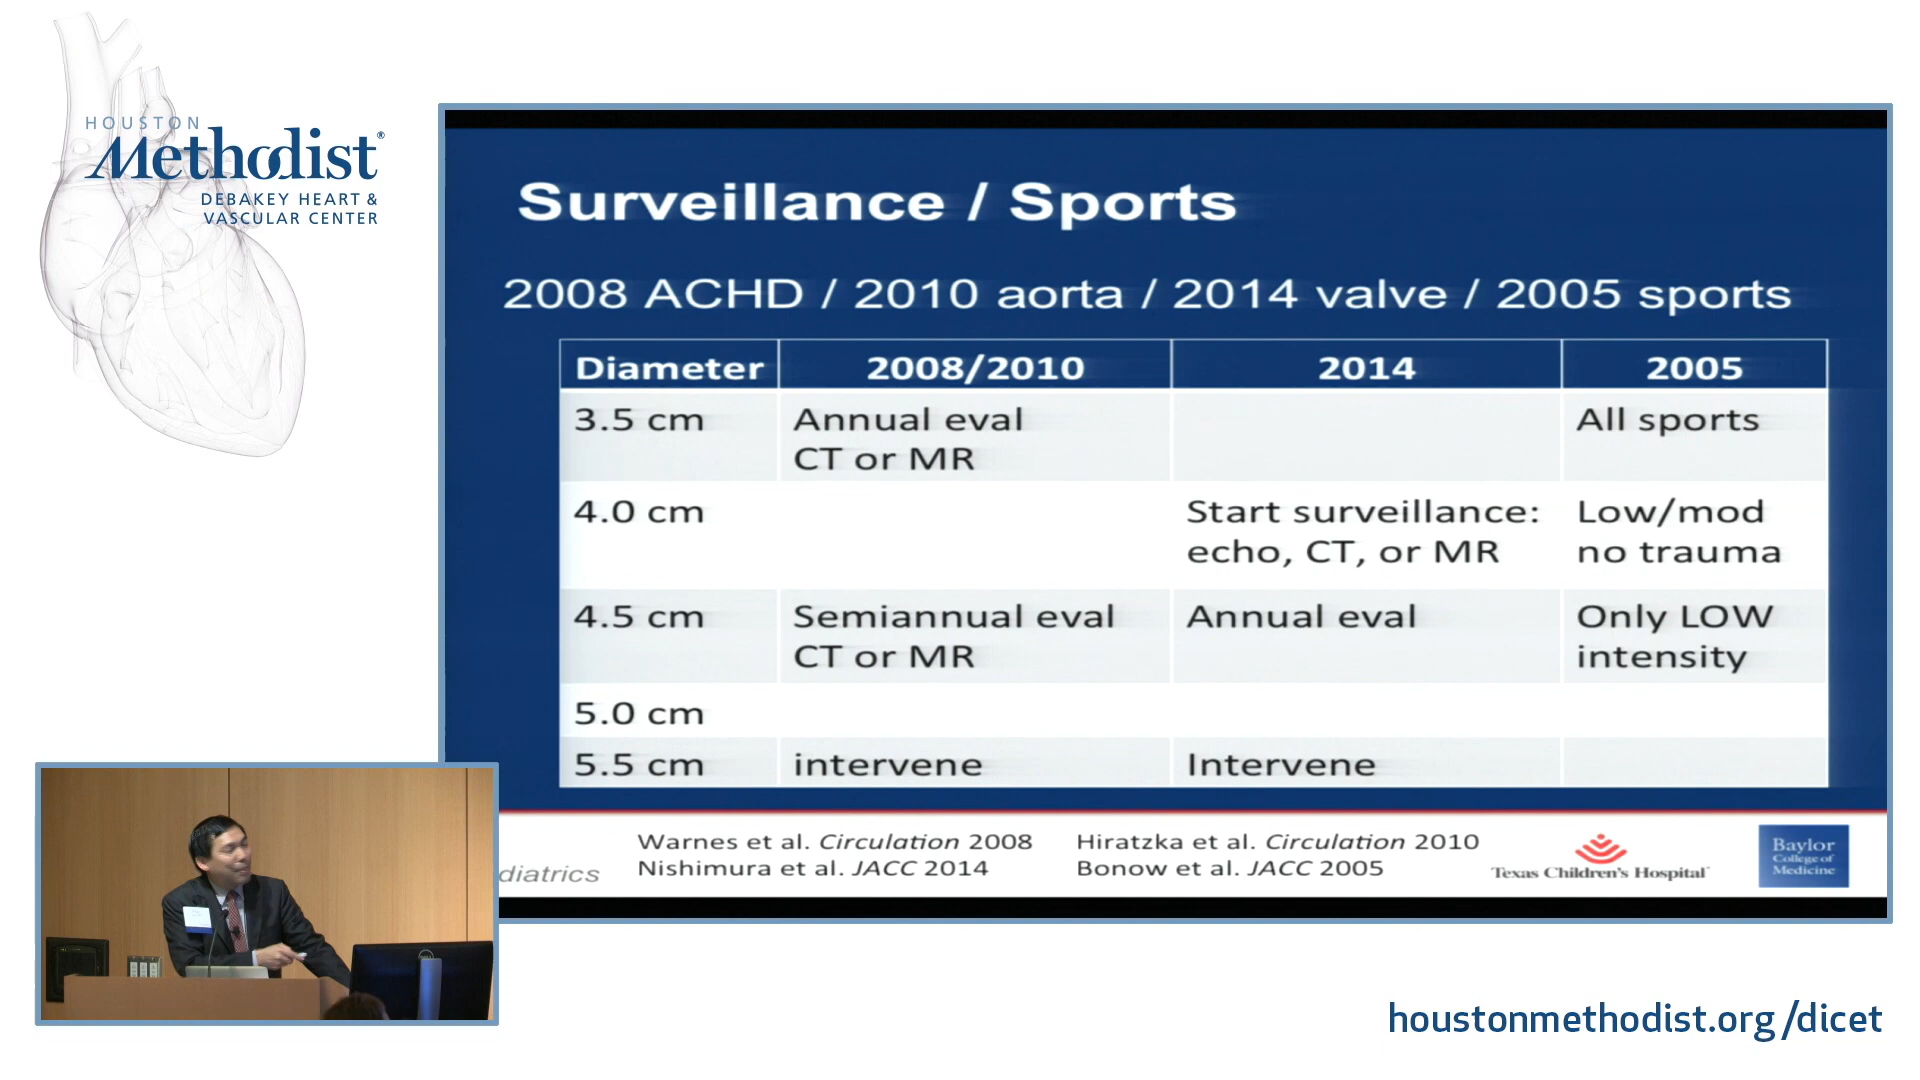 HOUSTON
Methodist®
DEBAKEY HEART &
VASCULAR CENTER
Surveillance / Sports
2008 ACHD / 2010 aorta / 2014 valve / 2005 sports
Diameter 2008/2010 2014 2005
3.5 cm Annual eval CT or MR All sports
4.0 cm Start surveillance: echo, CT, or MR Low/mod no trauma
4.5 cm Semiannual eval CT or MR Annual eval Only LOW intensity
5.0 cm
5.5 cm intervene Intervene
diatrics
Warnes et al. Circulation 2008 Hiratzka et al. Circulation 2010
Nishimura et al. JACC 2014 Bonow et al. JACC 2005
Texas Children's Hospital
Baylor
College of
Medicine
houstonmethodist.org/dicet